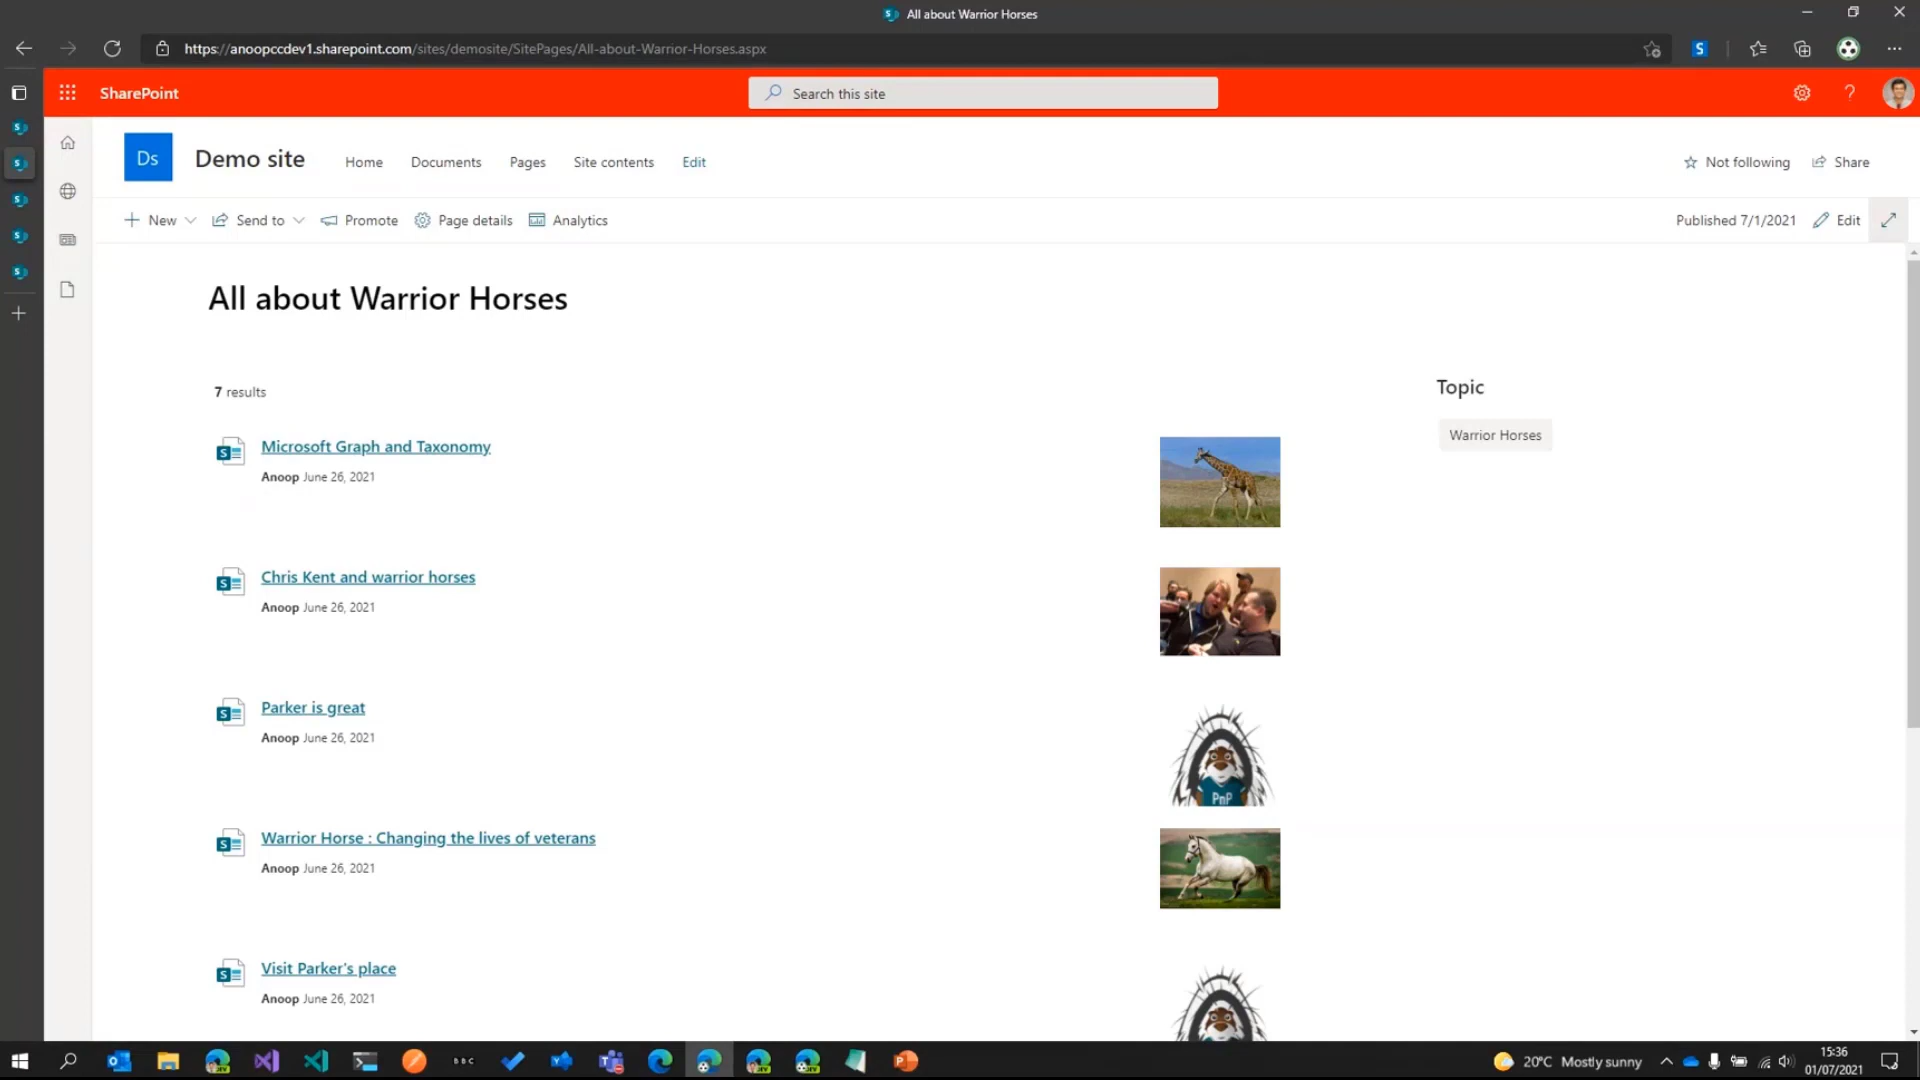 All about Warrior Horses
https://anoopccdev1.sharepoint.com/sites/demosite/SitePages/All-about-Warrior-Horses.aspx
SharePoint
Search this site
Ds
Demo site
Home
Documents
Pages
Site contents
Edit
Not following
Share
New
Send to
Promote
Page details
Analytics
Published 7/1/2021
Edit
All about Warrior Horses
7 results
Topic
Warrior Horses
Microsoft Graph and Taxonomy
Anoop June 26, 2021
Chris Kent and warrior horses
Anoop June 26, 2021
Parker is great
Anoop June 26, 2021
PnP
Warrior Horse : Changing the lives of veterans
Anoop June 26, 2021
Visit Parker's place
Anoop June 26, 2021
BBC
20°C Mostly sunny
15:36
01/07/2021